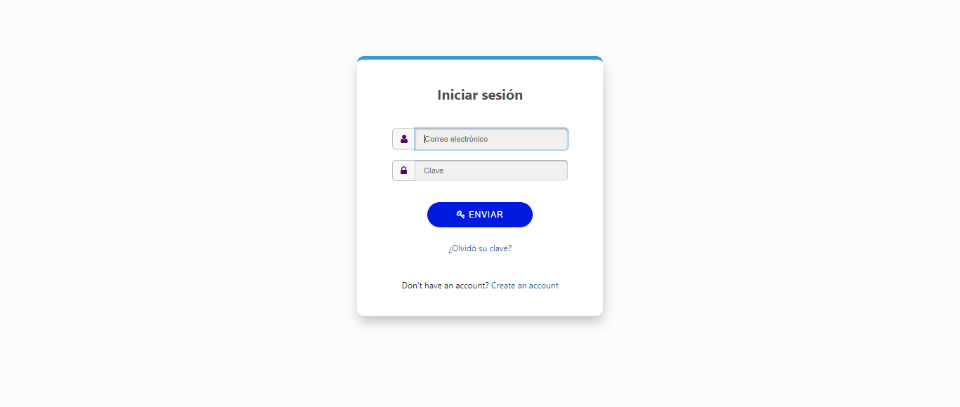 Iniciar sesión
Correo electrónico
Clave
ENVIAR
¿Olvidó su clave?
Don't have an account? Create an account